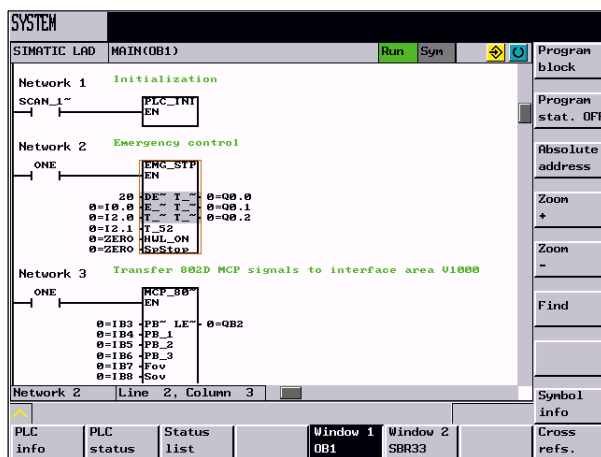 SYSTEM
SIMATIC LAD MAIN(OB1) Run Sym
Program block
Network 1 Initialization
SCAN_1~ PLC_INI
EN
Program stat. OFF
Network 2 Emergency control
Absolute address
ONE EMG_STP
EN
20 DE~ T_~ 0=Q0.0
0=I0.0 E_~ T_~ 0=Q0.1
0=I2.0 T_~ T_~ 0=Q0.2
0=I2.1 T_52
0=ZERO HWL_ON
0=ZERO SpStop
Zoom +
Zoom -
Network 3 Transfer 802D MCP signals to interface area V1000
ONE MCP_80~
EN
0=IB3 PB~ LE~ 0=QB2
0=IB4 PB_1
0=IB5 PB_2
0=IB6 PB_3
0=IB7 Fov
0=IB8 Sov
Find
Network 2 Line 2, Column 3
Symbol info
PLC info
PLC status
Status list
Window 1 OB1
Window 2 SBR33
Cross refs.